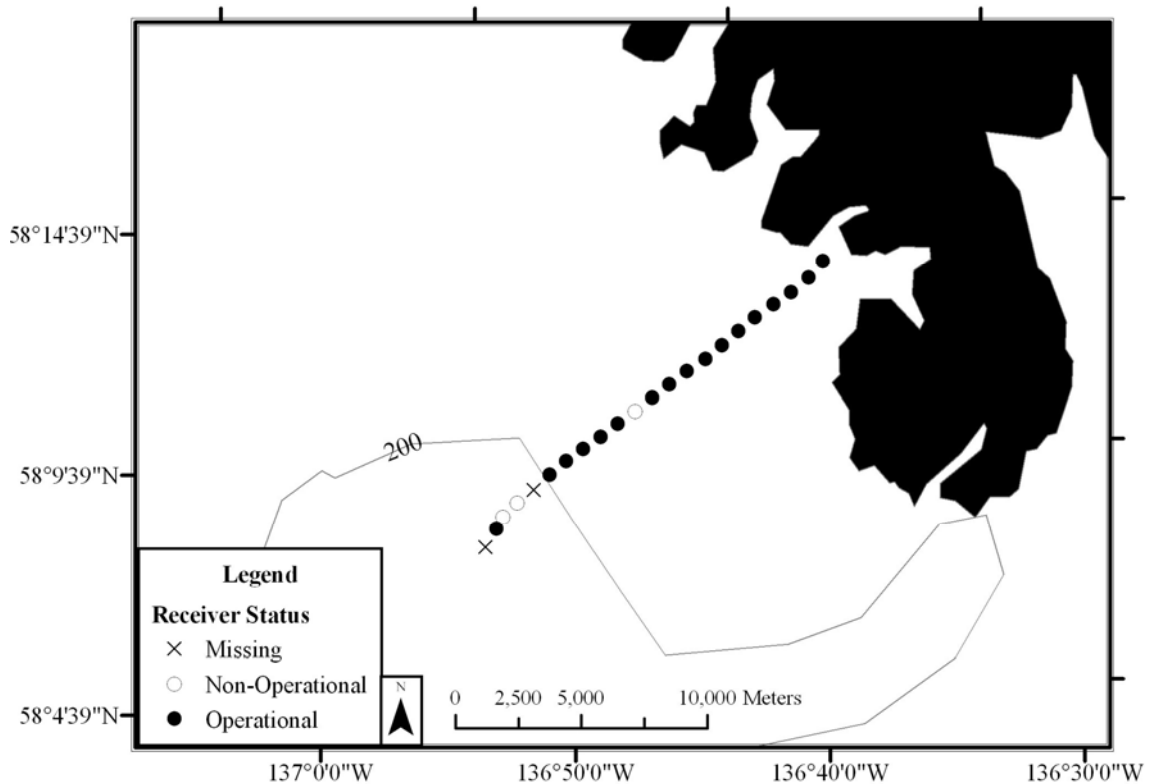 58°14'39"N
200
58°9'39"N
Legend
Receiver Status
Missing
Non-Operational
Operational
N
0 2,500 5,000 10,000 Meters
58°4'39"N
137°0'0"W 136°50'0"W 136°40'0"W 136°30'0"W